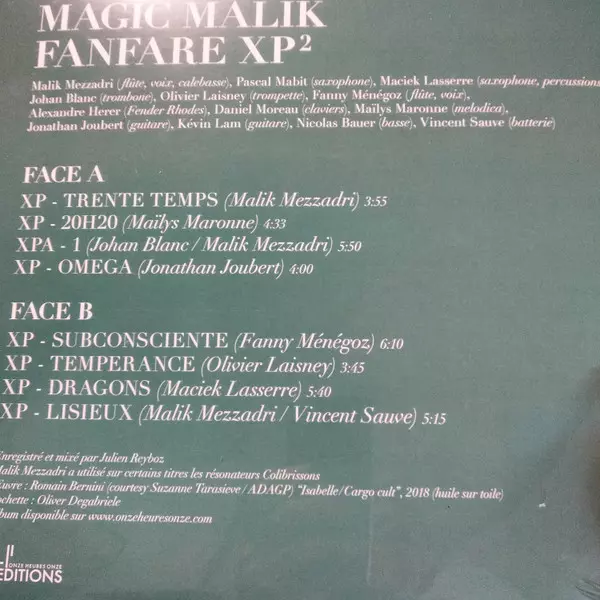 MAGIC MALIK
FANFARE XP²
Malik Mezzadri (flûte, voix, calebasse), Pascal Mabit (saxophone), Maciek Lasserre (saxophone, percussions
Johan Blanc (trombone), Olivier Laisney (trompette), Fanny Ménégoz (flûte, voix),
Alexandre Herer (Fender Rhodes), Daniel Moreau (claviers), Maïlys Maronne (melodica),
Jonathan Joubert (guitare), Kévin Lam (guitare), Nicolas Bauer (basse), Vincent Sauve (batterie)
FACE A
XP - TRENTE TEMPS (Malik Mezzadri) 3:55
XP - 20H20 (Maïlys Maronne) 4:33
XPA - 1 (Johan Blanc / Malik Mezzadri) 5:50
XP - OMEGA (Jonathan Joubert) 4:00
FACE B
XP - SUBCONSCIENTE (Fanny Ménégoz) 6:10
XP - TEMPERANCE (Olivier Laisney) 3:45
XP - DRAGONS (Maciek Lasserre) 5:40
XP - LISIEUX (Malik Mezzadri / Vincent Sauve) 5:15
Enregistré et mixé par Julien Reyboz
Malik Mezzadri a utilisé sur certains titres les résonateurs Colibrissons
Œuvre : Romain Bernini (courtesy Suzanne Tarasieve / ADAGP) “Isabelle/Cargo cult”, 2018 (huile sur toile)
ochette : Oliver Degabriele
lbum disponible sur www.onzeheuresonze.com
ONZE HEURES ONZE
EDITIONS